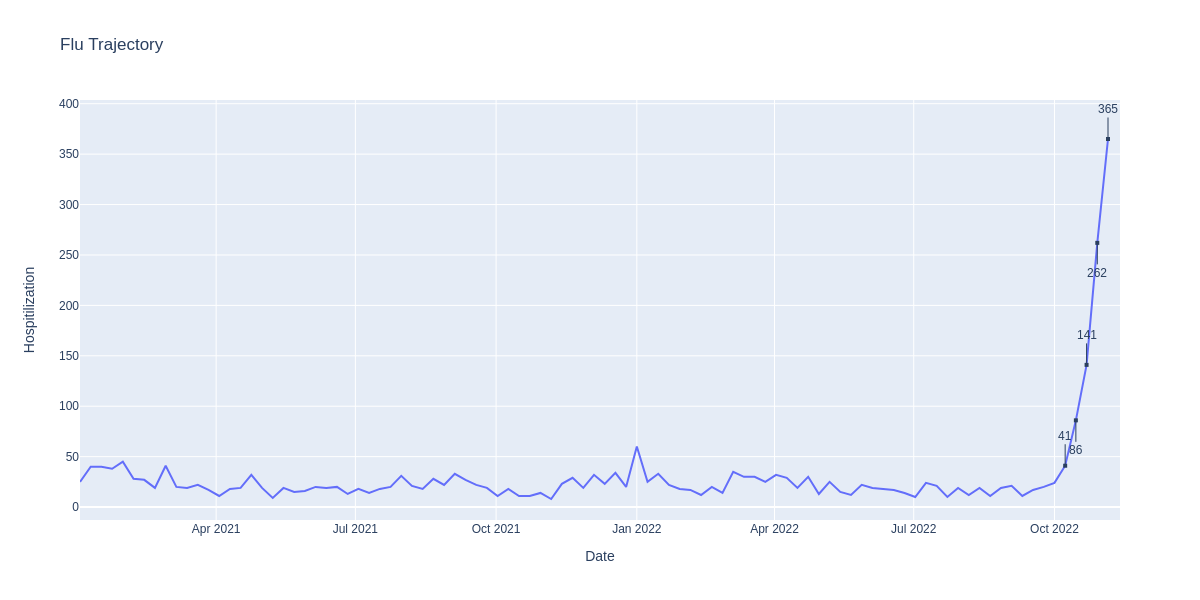 Flu Trajectory
400
350
300
250
200
150
100
50
0
Hospitilization
365
262
141
41
86
Apr 2021
Jul 2021
Oct 2021
Jan 2022
Apr 2022
Jul 2022
Oct 2022
Date